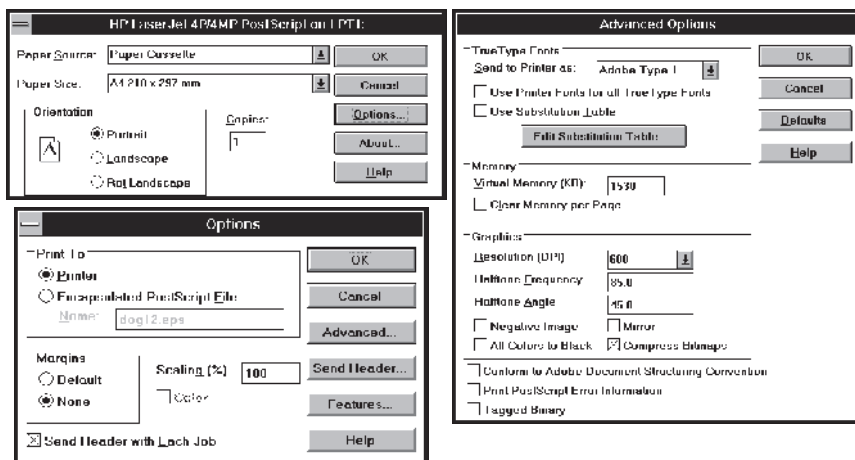 HP LaserJet 4P/4MP PostScript on LPT1:
Paper Source: Paper Cassette
OK
Paper Size: A4 210 x 297 mm
Cancel
Orientation
Portrait
Landscape
Rot Landscape
Copies:
1
Options...
About...
Help
Options
Print To
Printer
Encapsulated PostScript File
Name: dog12.eps
OK
Cancel
Advanced...
Margins
Default
None
Scaling (%) 100
Color
Send Header...
Features...
Send Header with Each Job
Help
Advanced Options
TrueType Fonts
Send to Printer as: Adobe Type 1
Use Printer Fonts for all TrueType Fonts
Use Substitution Table
Edit Substitution Table
OK
Cancel
Defaults
Help
Memory
Virtual Memory (KB): 1530
Clear Memory per Page
Graphics
Resolution (DPI) 600
Halftone Frequency 85.0
Halftone Angle 45.0
Negative Image
Mirror
All Colors to Black
Compress Bitmaps
Conform to Adobe Document Structuring Convention
Print PostScript Error Information
Tagged Binary